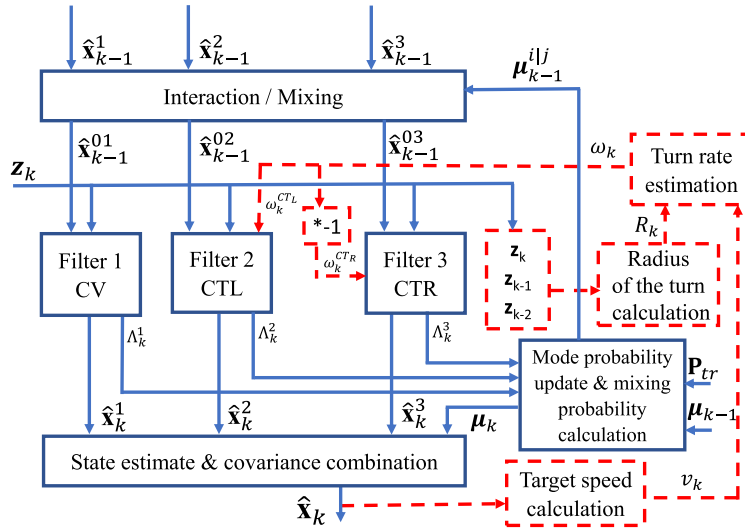 x̂¹ₖ₋₁ x̂²ₖ₋₁ x̂³ₖ₋₁
μⁱ|ʲₖ₋₁
Interaction / Mixing
x̂⁰¹ₖ₋₁ x̂⁰²ₖ₋₁ x̂⁰³ₖ₋₁
ωₖ
Turn rate
estimation
zₖ
ωₖ^CT_L
*-1
ωₖ^CT_R
Rₖ
Filter 1
CV
Filter 2
CTL
Filter 3
CTR
zₖ
zₖ₋₁
zₖ₋₂
Radius
of the turn
calculation
Λ¹ₖ Λ²ₖ Λ³ₖ
Mode probability
update & mixing
probability
calculation
P_tr
μₖ₋₁
x̂¹ₖ x̂²ₖ x̂³ₖ μₖ
State estimate & covariance combination
Target speed
calculation
vₖ
x̂ₖ